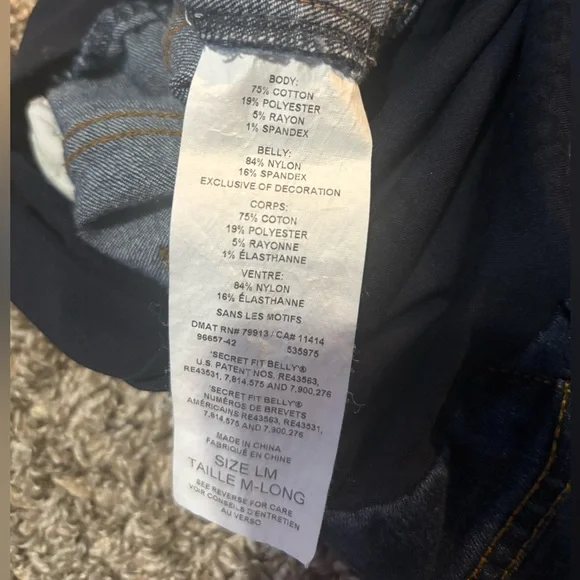 BODY:
75% COTTON
19% POLYESTER
5% RAYON
1% SPANDEX
BELLY:
84% NYLON
16% SPANDEX
EXCLUSIVE OF DECORATION
CORPS:
75% COTON
19% POLYESTER
5% RAYONNE
1% ÉLASTHANNE
VENTRE:
84% NYLON
16% ÉLASTHANNE
SANS LES MOTIFS
DMAT RN# 79913 / CA# 11414
96657-42 535975
'SECRET FIT BELLY'®
U.S. PATENT NOS. RE43563,
RE43531, 7,814,575 AND 7,900,276
'SECRET FIT BELLY'®
NUMÉROS DE BREVETS
AMÉRICAINS RE43563, RE43531,
7,814,575 AND 7,900,276
MADE IN CHINA
FABRIQUÉ EN CHINE
SIZE LM
TAILLE M-LONG
SEE REVERSE FOR CARE
VOIR CONSEILS D'ENTRETIEN
AU VERSO